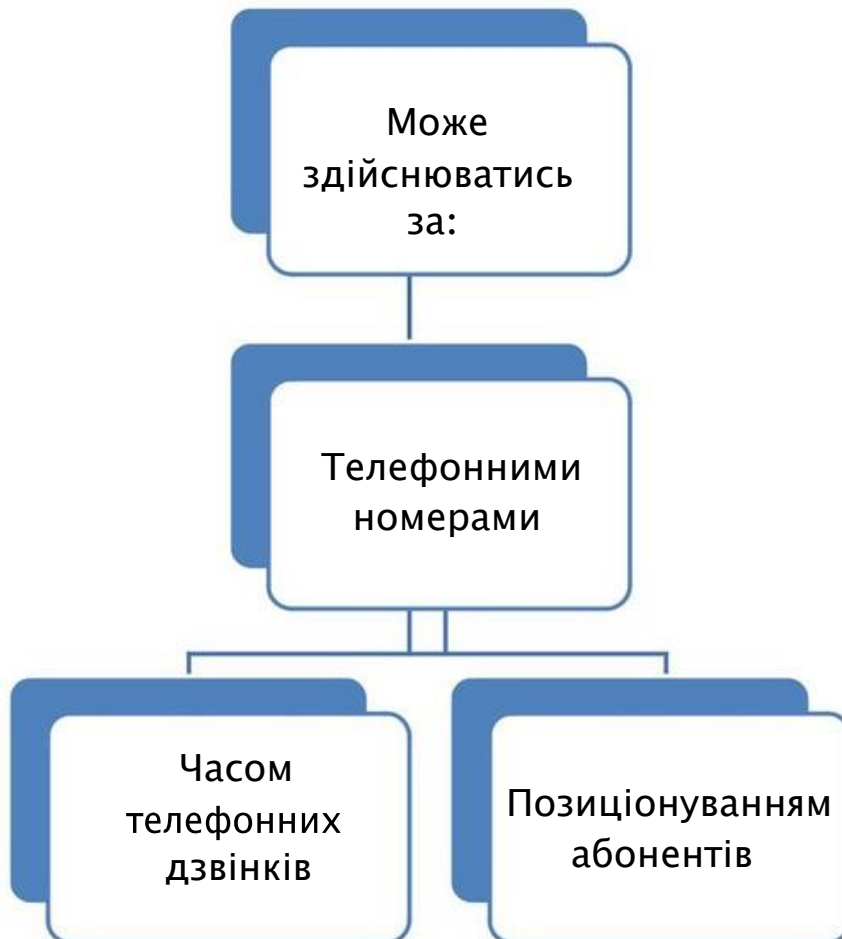 Може
здійснюватись
за:
Телефонними
номерами
Часом
телефонних
дзвінків
Позиціонуванням
абонентів